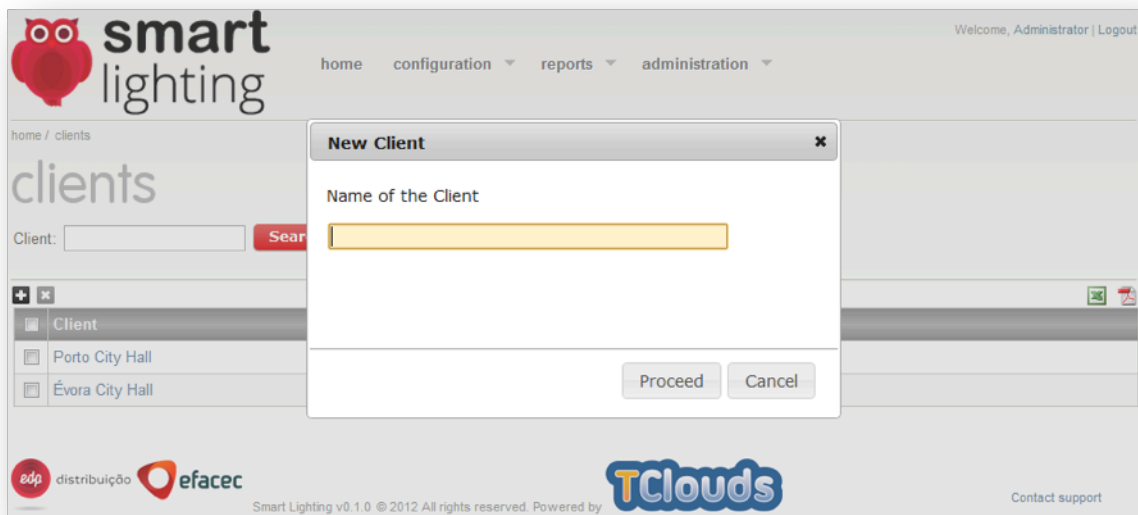 smart
lighting
Welcome, Administrator | Logout
home configuration reports administration
home / clients
clients
Client:
New Client
Name of the Client
Proceed Cancel
Client
Porto City Hall
Évora City Hall
edp distribuição efacec
Smart Lighting v0.1.0 © 2012 All rights reserved. Powered by
TClouds
Contact support